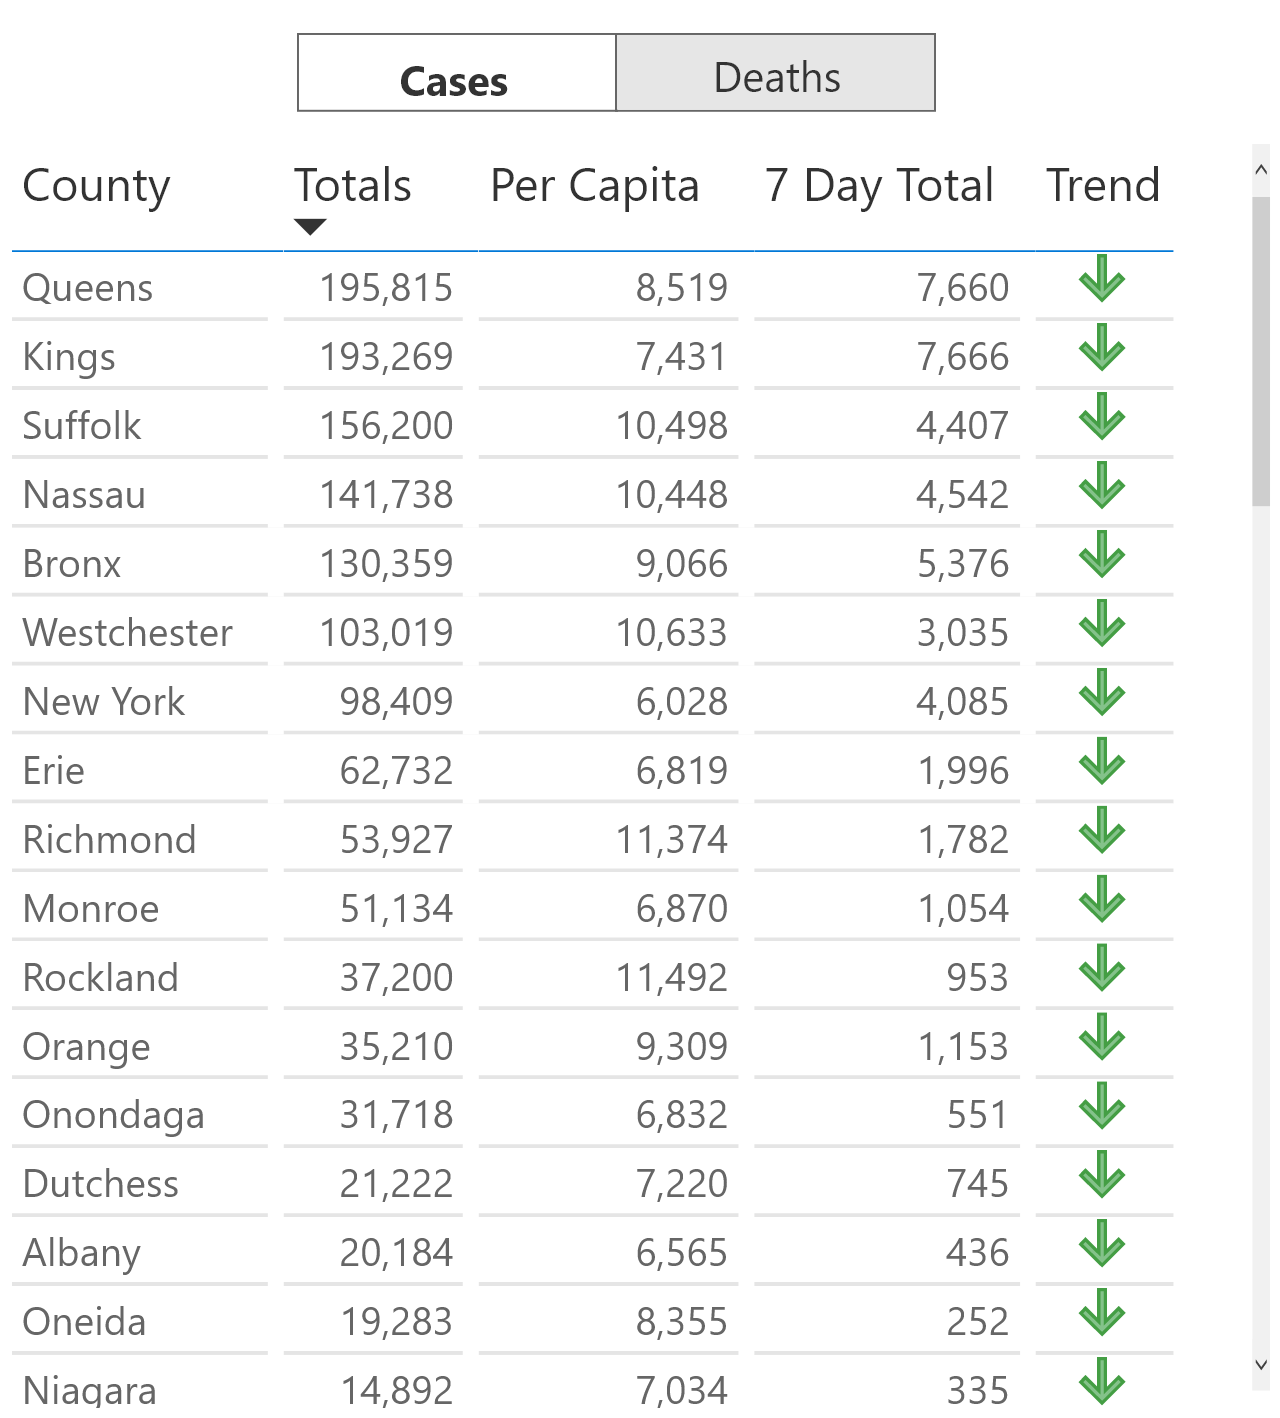 Cases Deaths
County Totals Per Capita 7 Day Total Trend
Queens 195,815 8,519 7,660
Kings 193,269 7,431 7,666
Suffolk 156,200 10,498 4,407
Nassau 141,738 10,448 4,542
Bronx 130,359 9,066 5,376
Westchester 103,019 10,633 3,035
New York 98,409 6,028 4,085
Erie 62,732 6,819 1,996
Richmond 53,927 11,374 1,782
Monroe 51,134 6,870 1,054
Rockland 37,200 11,492 953
Orange 35,210 9,309 1,153
Onondaga 31,718 6,832 551
Dutchess 21,222 7,220 745
Albany 20,184 6,565 436
Oneida 19,283 8,355 252
Niagara 14,892 7,034 335